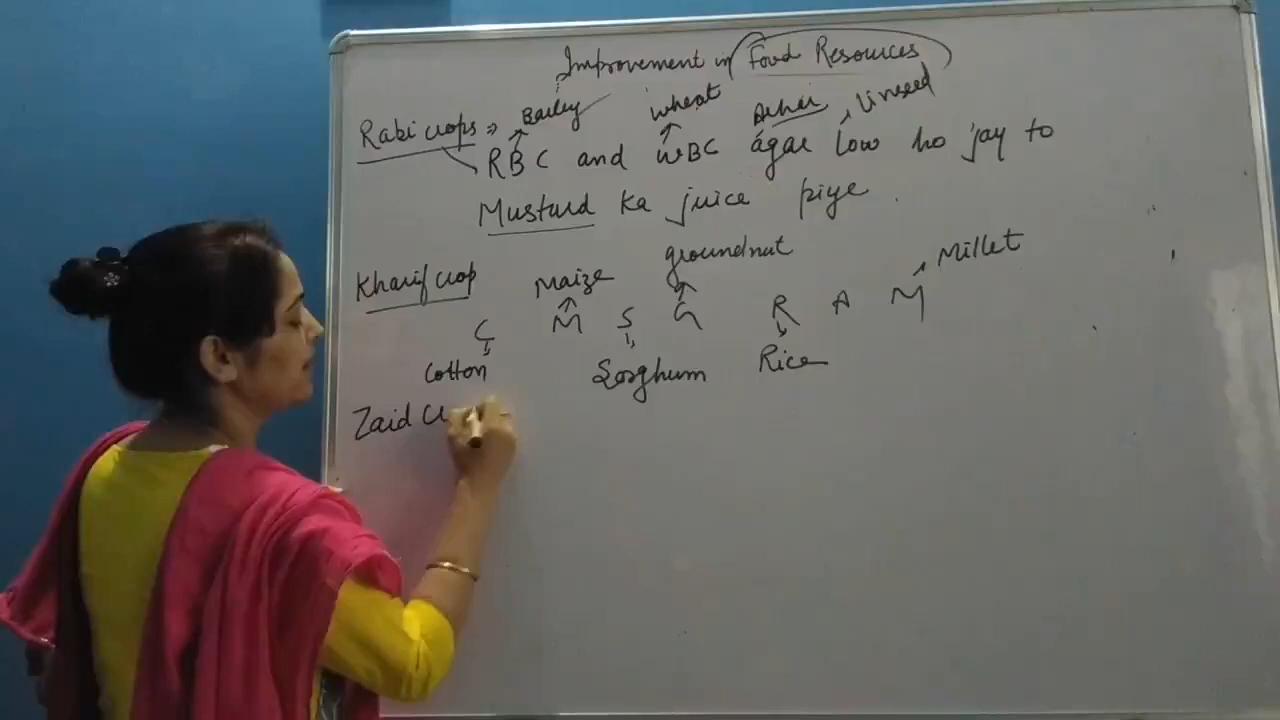 Improvement in Food Resources
Barley wheat Arhar linseed
Rabi crops ⇒ RBC and WBC agar low ho jay to
Mustard ka juice piye
groundnut Millet
Kharif crop Maize
C M S G R A M
Cotton Sorghum Rice
Zaid